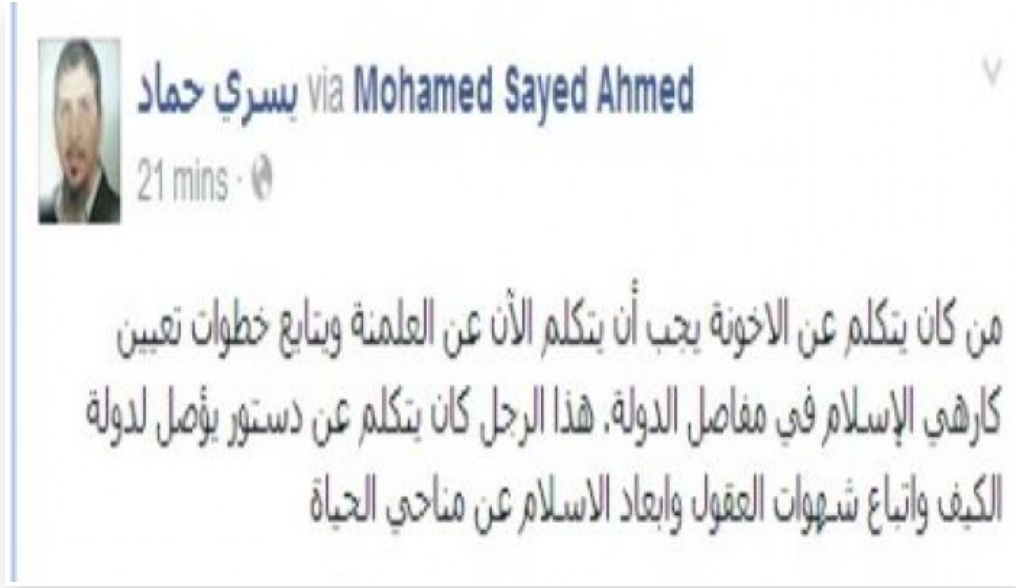 يسري حماد via Mohamed Sayed Ahmed
21 mins ·
من كان يتكلم عن الاخونة يجب أن يتكلم الآن عن العلمنة ويتابع خطوات تعيين
كارهي الإسلام في مفاصل الدولة. هذا الرجل كان يتكلم عن دستور يؤصل لدولة
الكيف واتباع شهوات العقول وابعاد الاسلام عن مناحي الحياة